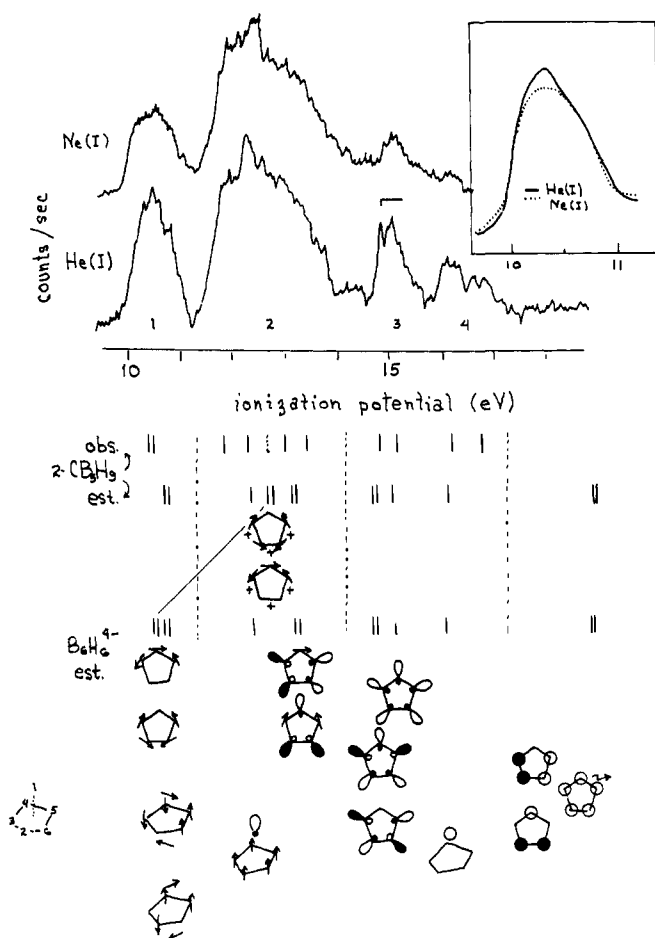 Ne(I)
He(I)
counts/sec
He(I)
Ne(I)
10 11
1 2 3 4
10 15
ionization potential (eV)
obs.
2-CB5H9
est.
B6H6 4-
est.
+ + +
+ + +
1
4 5
3 2 6
z